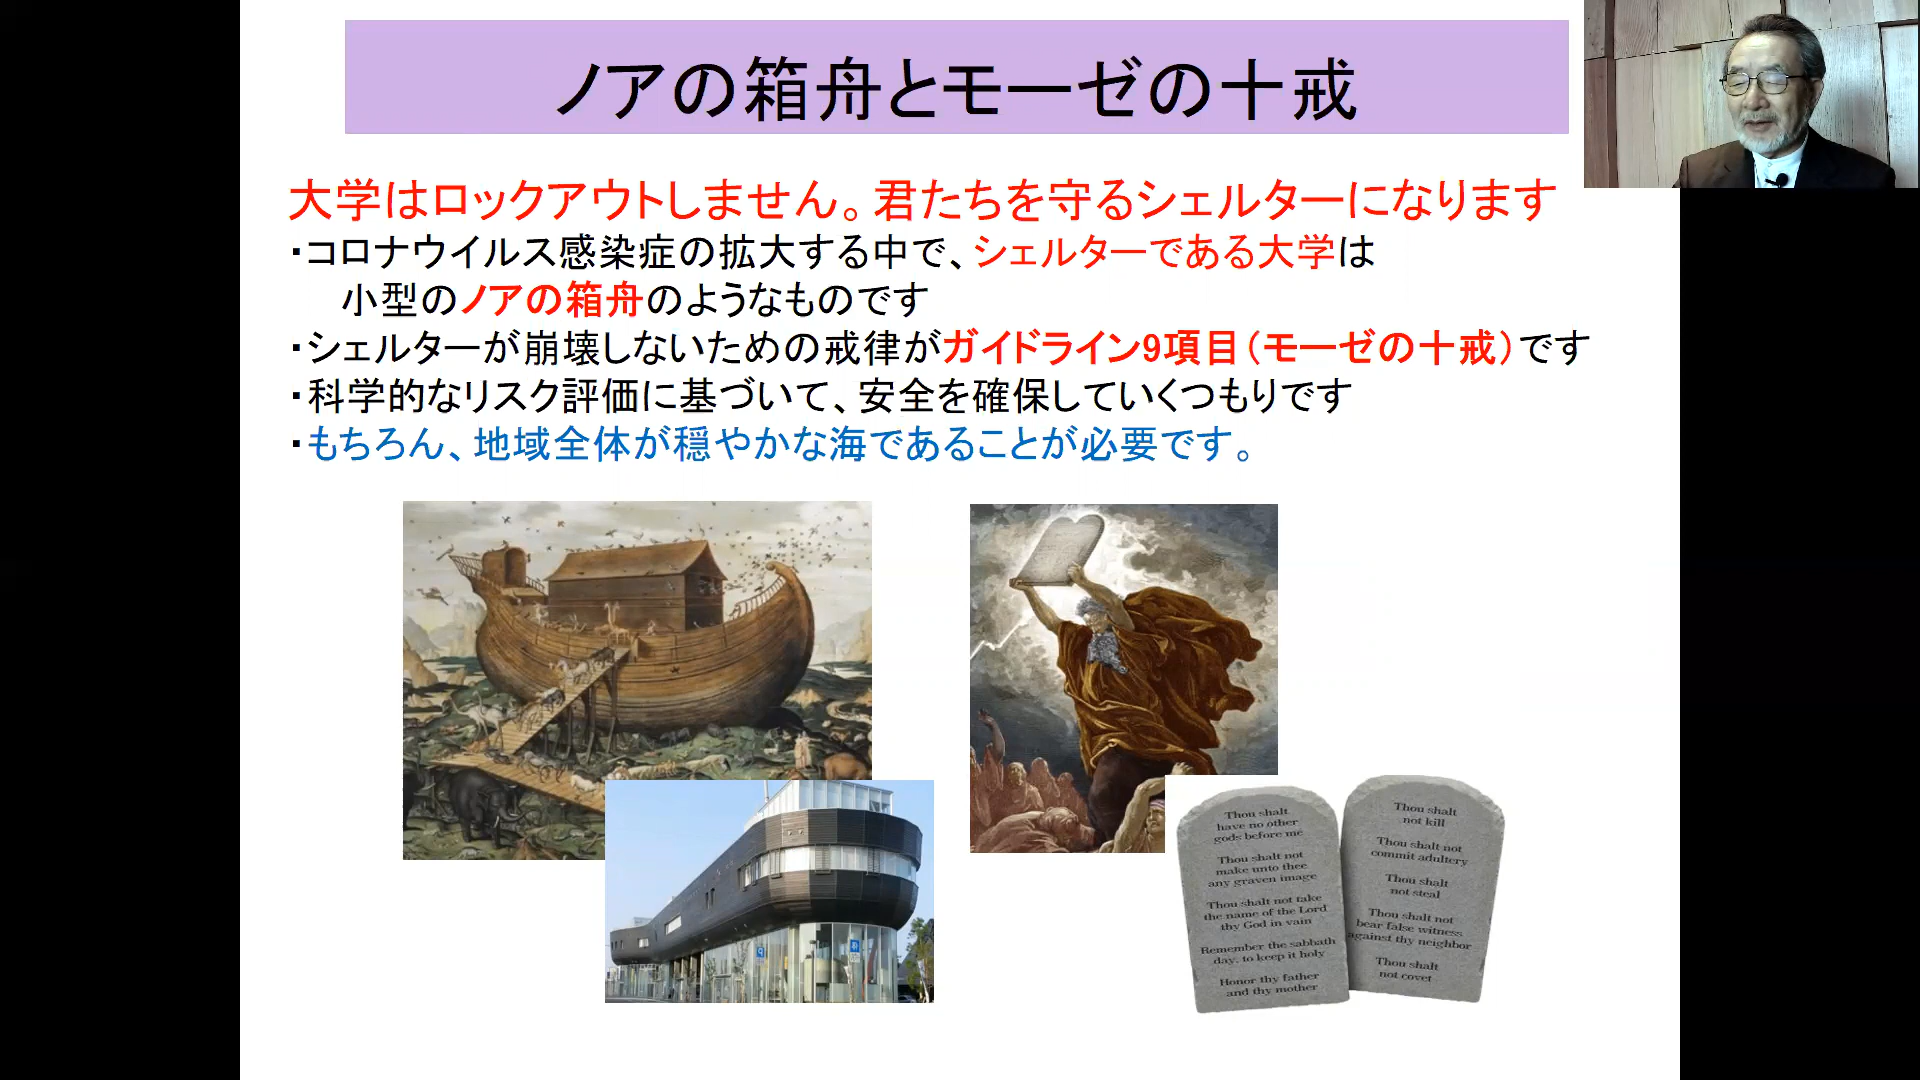 ノアの箱舟とモーゼの十戒
大学はロックアウトしません。君たちを守るシェルターになります
・コロナウイルス感染症の拡大する中で、シェルターである大学は
小型のノアの箱舟のようなものです
・シェルターが崩壊しないための戒律がガイドライン9項目（モーゼの十戒）です
・科学的なリスク評価に基づいて、安全を確保していくつもりです
・もちろん、地域全体が穏やかな海であることが必要です。
Thou shalt
have no other
gods before me
Thou shalt not
make unto thee
any graven image
Thou shalt not take
the name of the Lord
thy God in vain
Remember the sabbath
day, to keep it holy
Honor thy father
and thy mother
Thou shalt
not kill
Thou shalt not
commit adultery
Thou shalt
not steal
Thou shalt not
bear false witness
against thy neighbor
Thou shalt
not covet